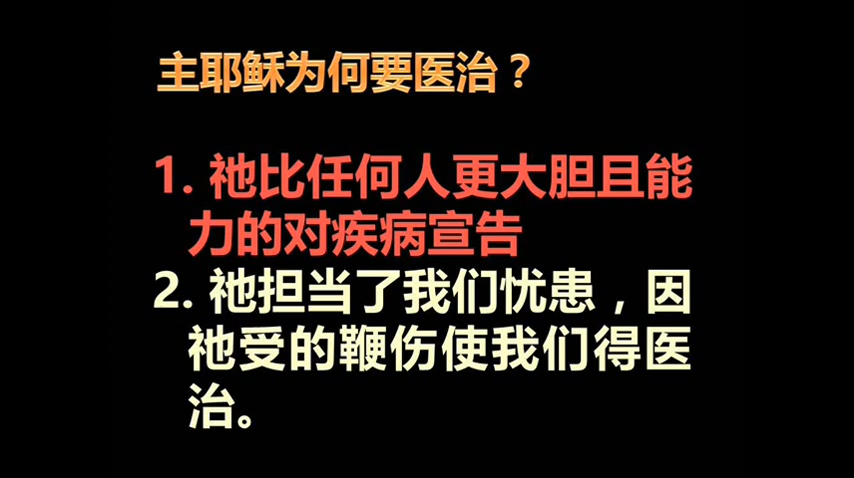 主耶稣为何要医治？
1. 祂比任何人更大胆且能
力的对疾病宣告
2. 祂担当了我们忧患，因
祂受的鞭伤使我们得医
治。